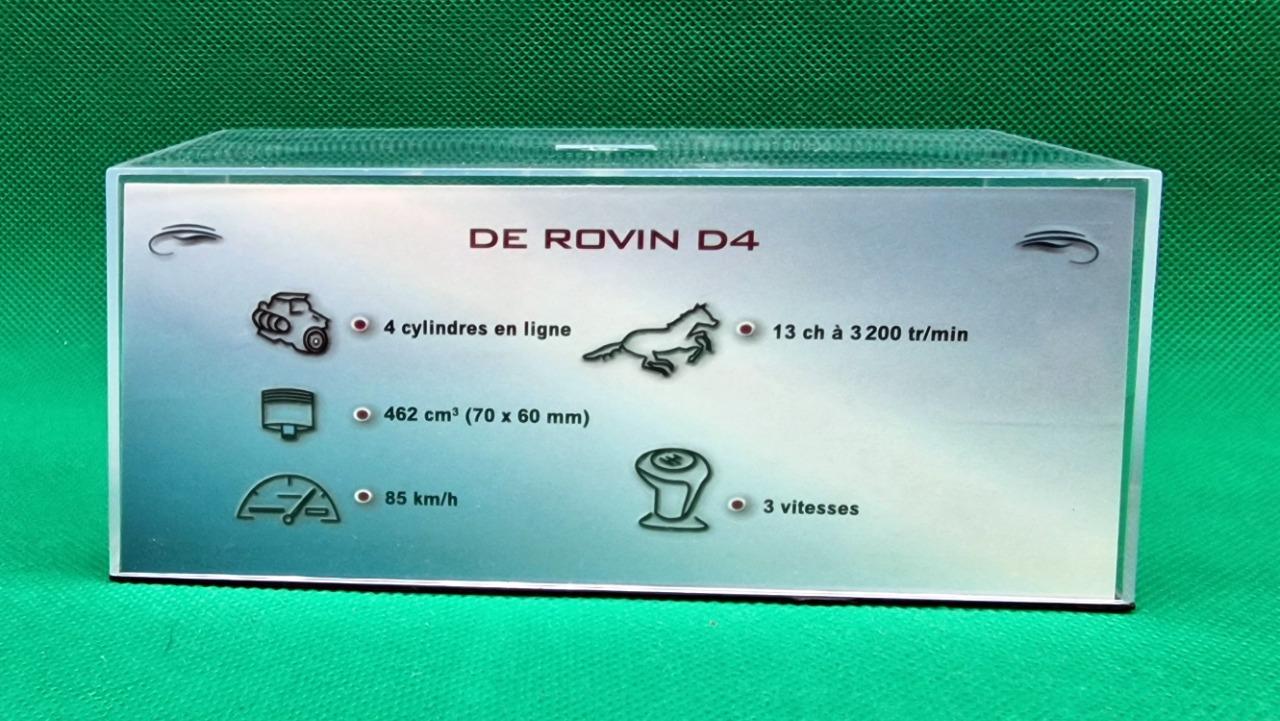 DE ROVIN D4
4 cylindres en ligne
13 ch à 3 200 tr/min
462 cm³ (70 x 60 mm)
85 km/h
3 vitesses